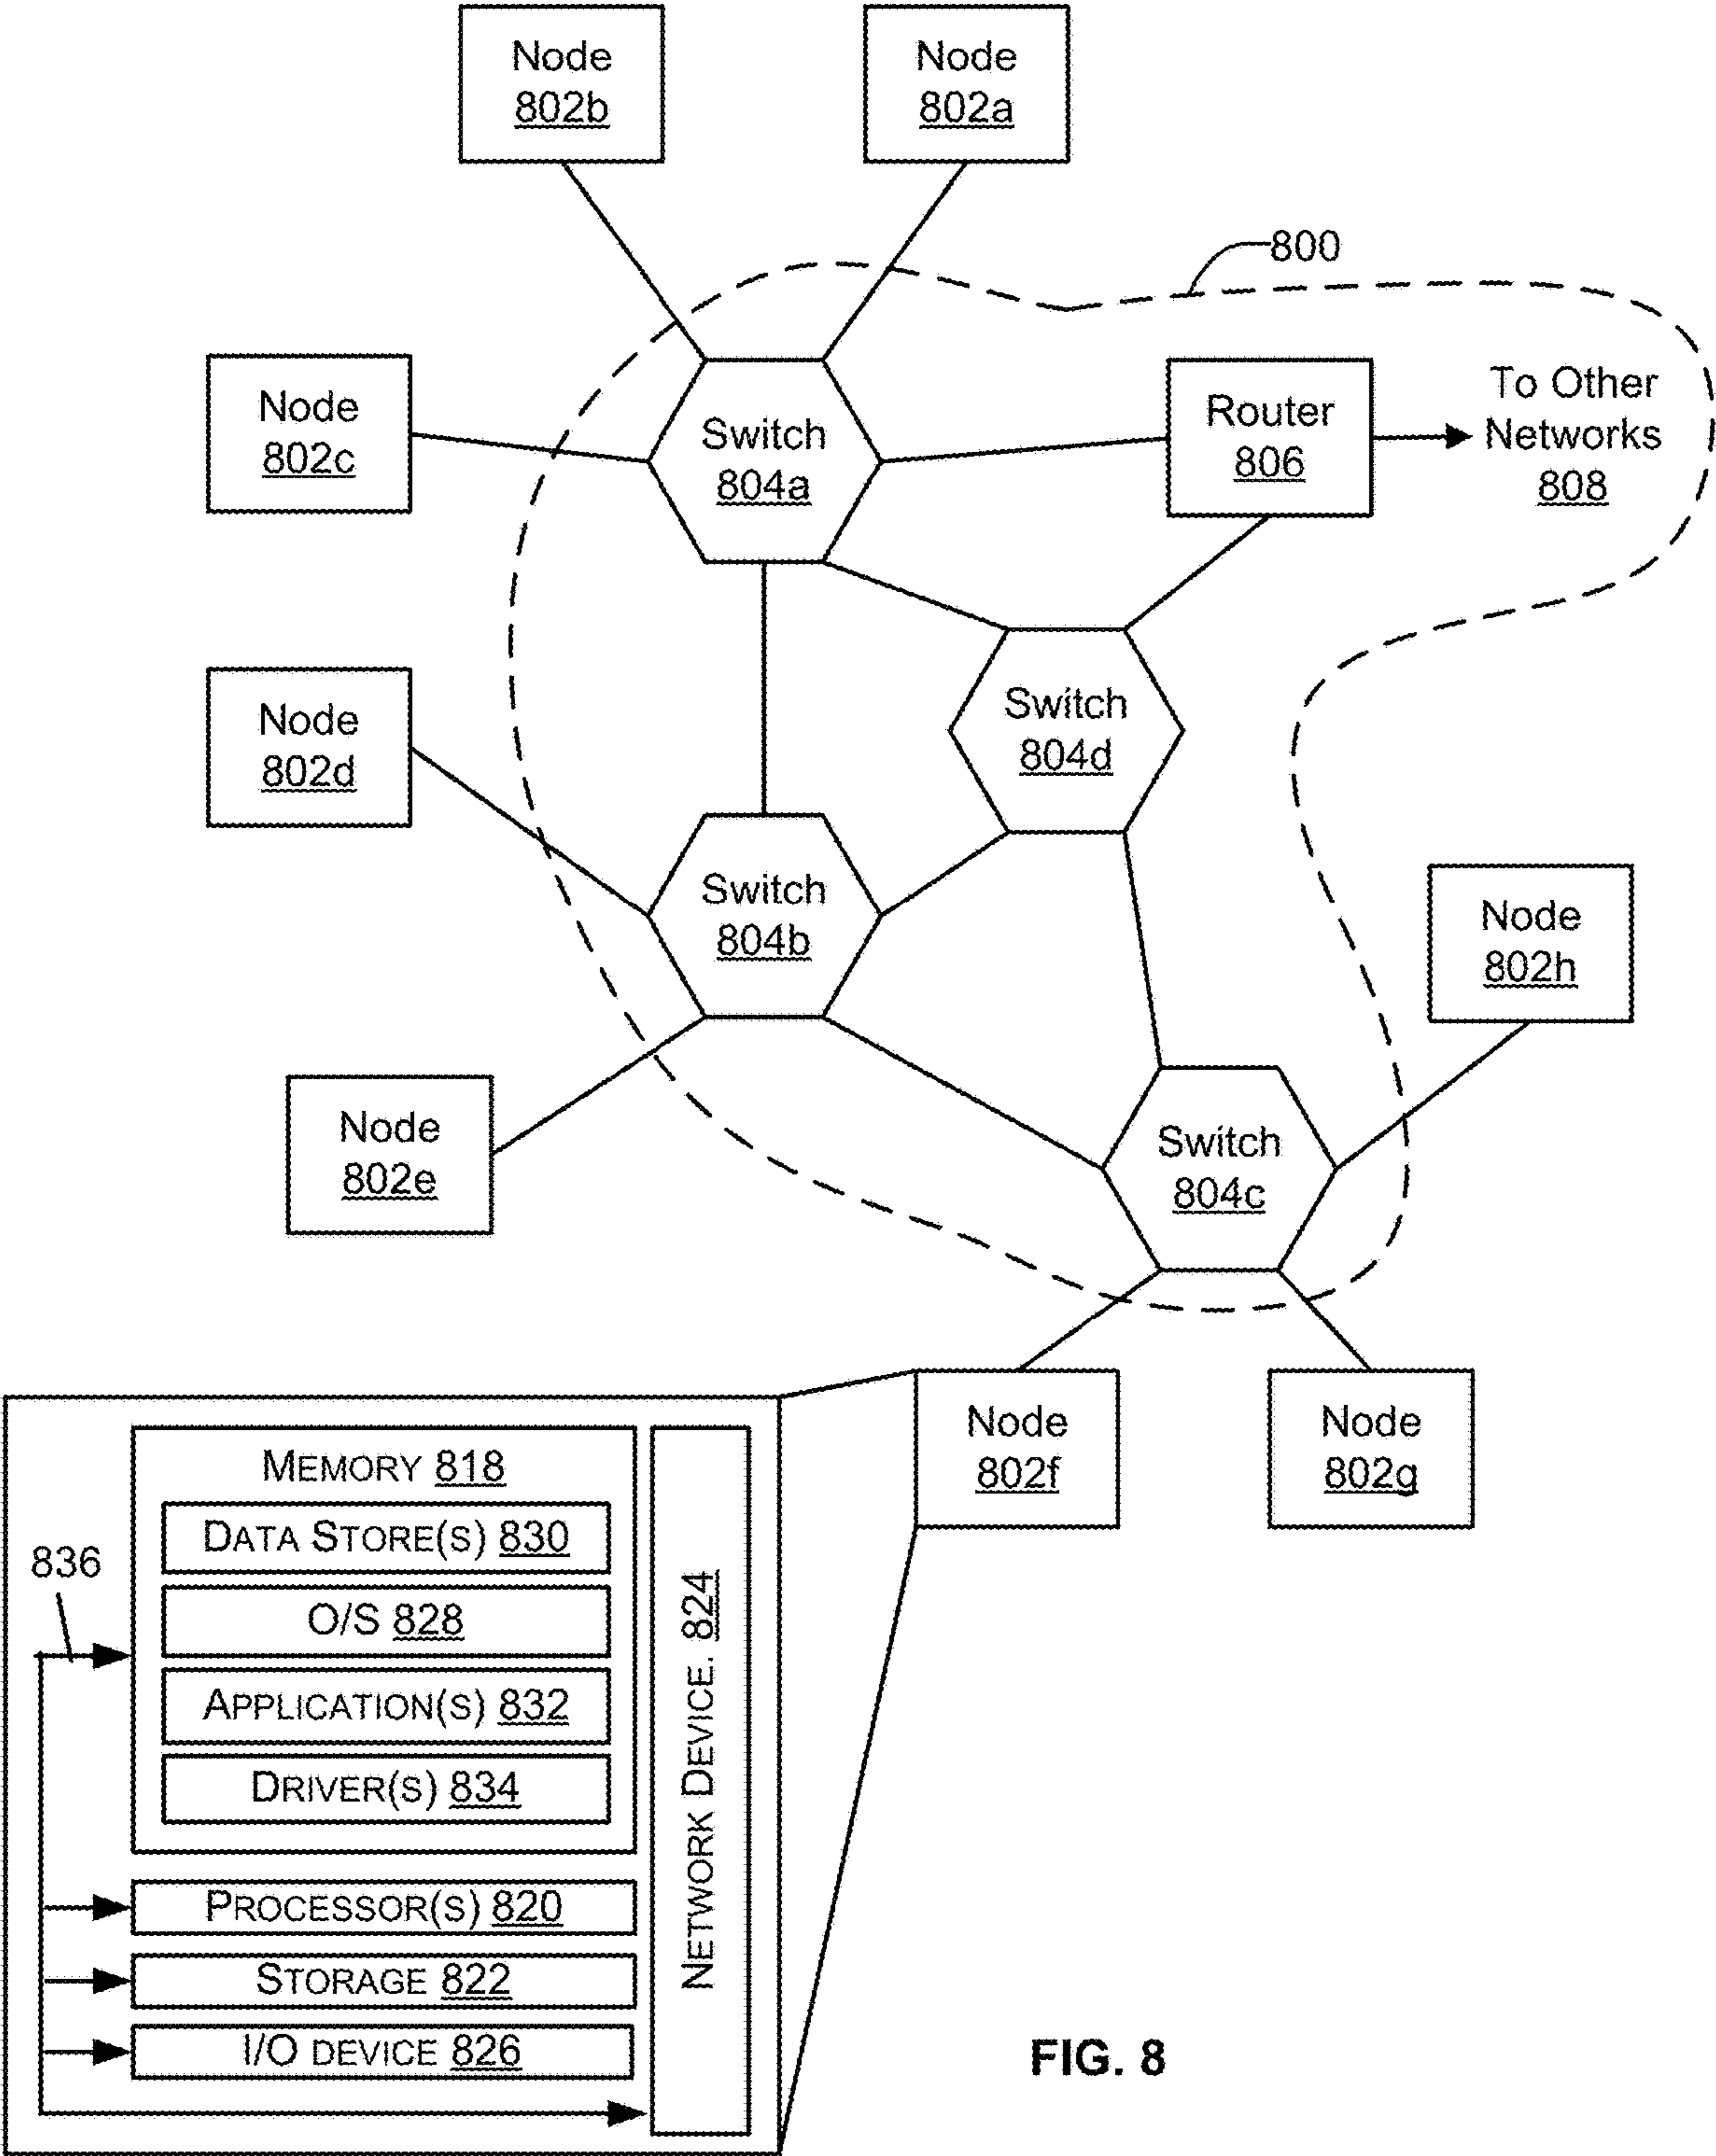 Node
802b
Node
802a
800
Node
802c
Switch
804a
Router
806
To Other
Networks
808
Node
802d
Switch
804d
Switch
804b
Node
802h
Node
802e
Switch
804c
Node
802f
Node
802g
MEMORY 818
DATA STORE(S) 830
836
O/S 828
APPLICATION(S) 832
DRIVER(S) 834
PROCESSOR(S) 820
STORAGE 822
I/O DEVICE 826
NETWORK DEVICE. 824
FIG. 8